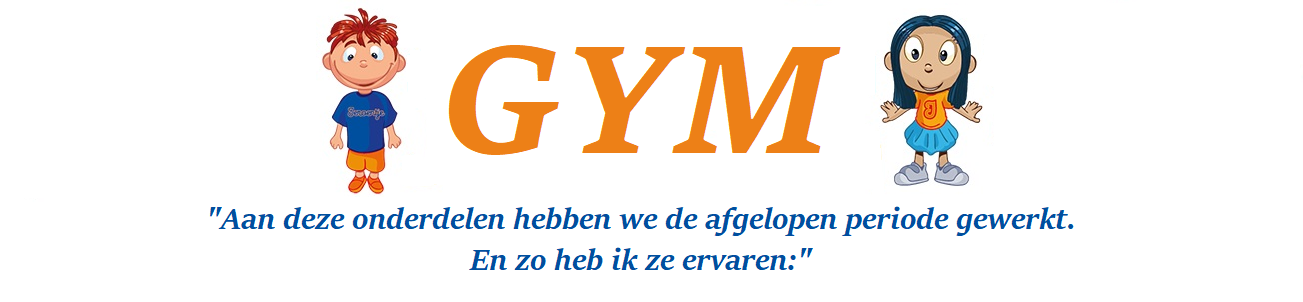 GYM
"Aan deze onderdelen hebben we de afgelopen periode gewerkt.
En zo heb ik ze ervaren:"